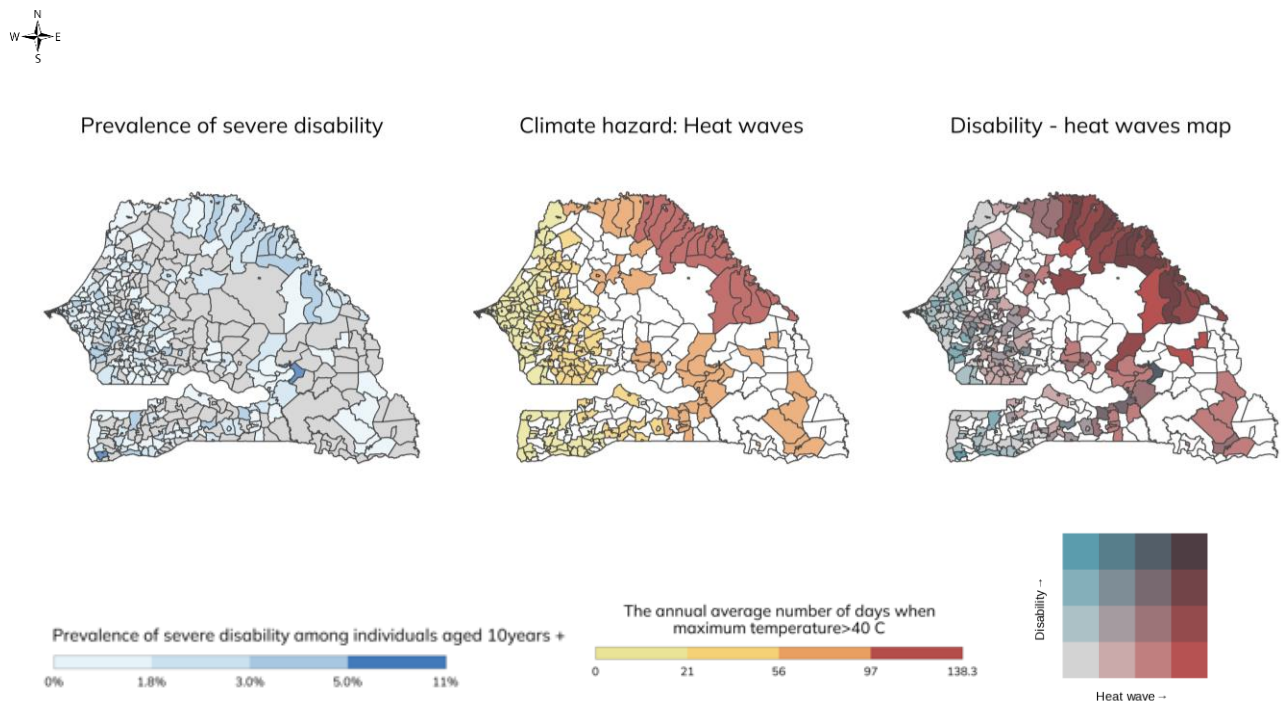 N
W E
S
Prevalence of severe disability
Climate hazard: Heat waves
Disability - heat waves map
Prevalence of severe disability among individuals aged 10years +
0% 1.8% 3.0% 5.0% 11%
The annual average number of days when
maximum temperature>40 C
0 21 56 97 138.3
Disability→
Heat wave→